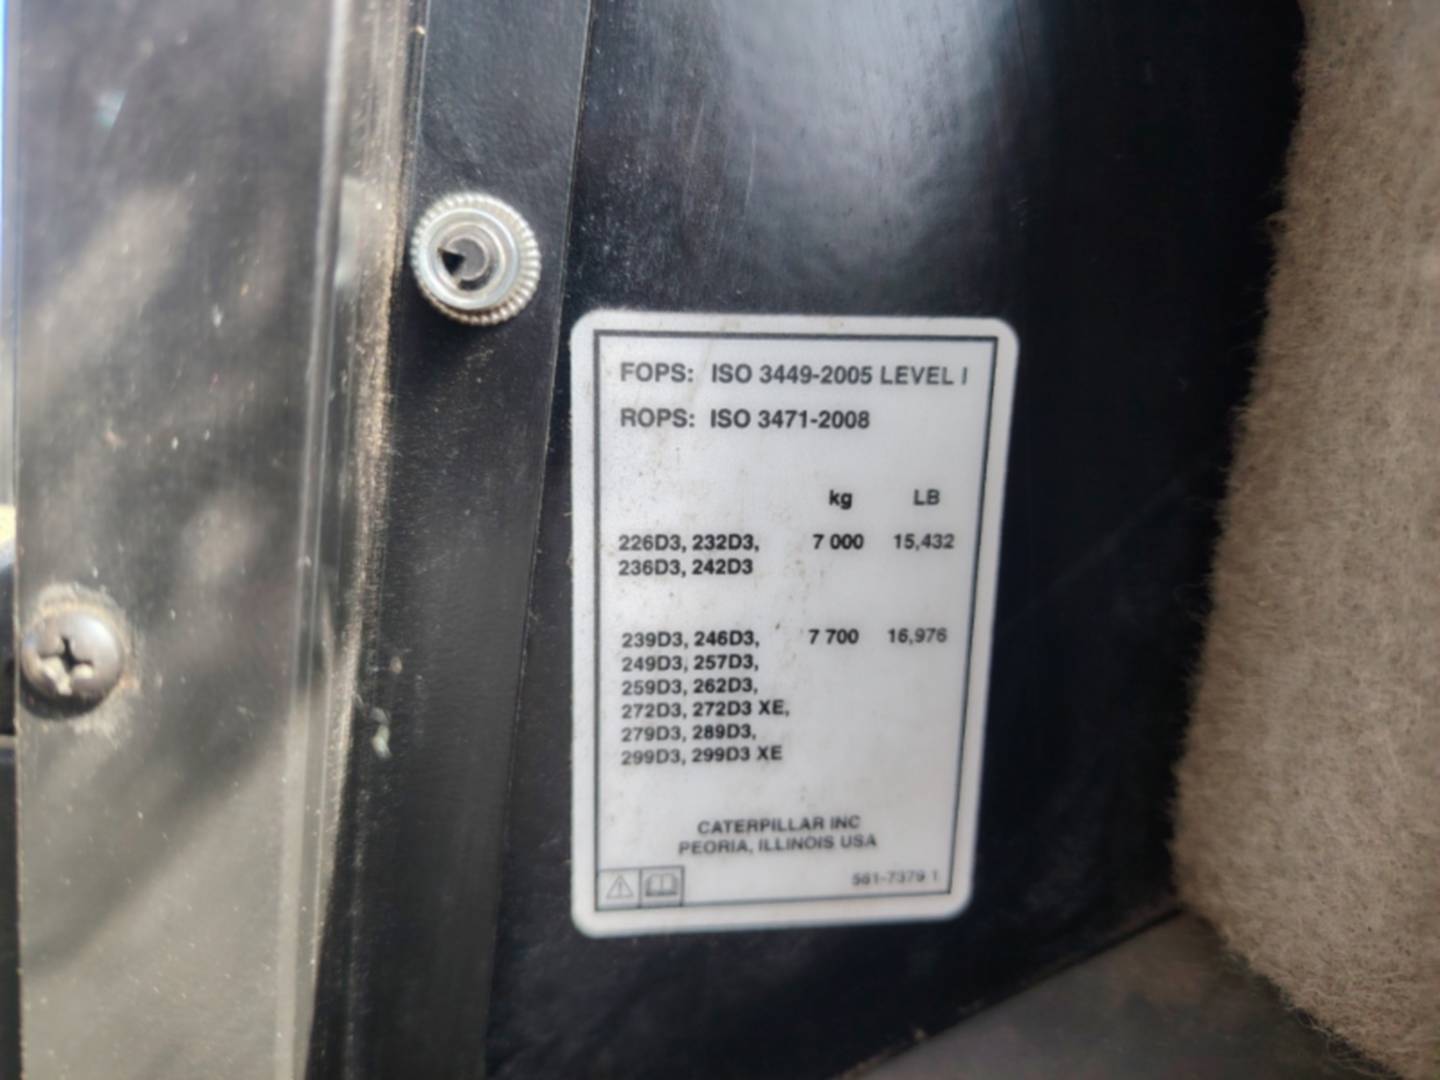 FOPS: ISO 3449-2005 LEVEL I
ROPS: ISO 3471-2008
kg LB
226D3, 232D3, 7 000 15,432
236D3, 242D3
239D3, 246D3, 7 700 16,976
249D3, 257D3,
259D3, 262D3,
272D3, 272D3 XE,
279D3, 289D3,
299D3, 299D3 XE
CATERPILLAR INC
PEORIA, ILLINOIS USA
561-7379 1